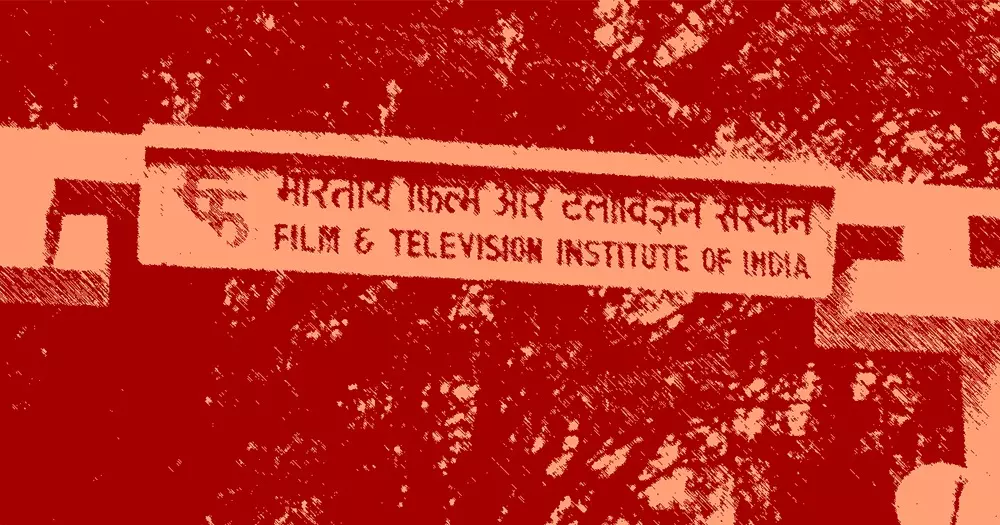 भारतीय फिल्म और टेलीविज़न संस्थान
FILM & TELEVISION INSTITUTE OF INDIA